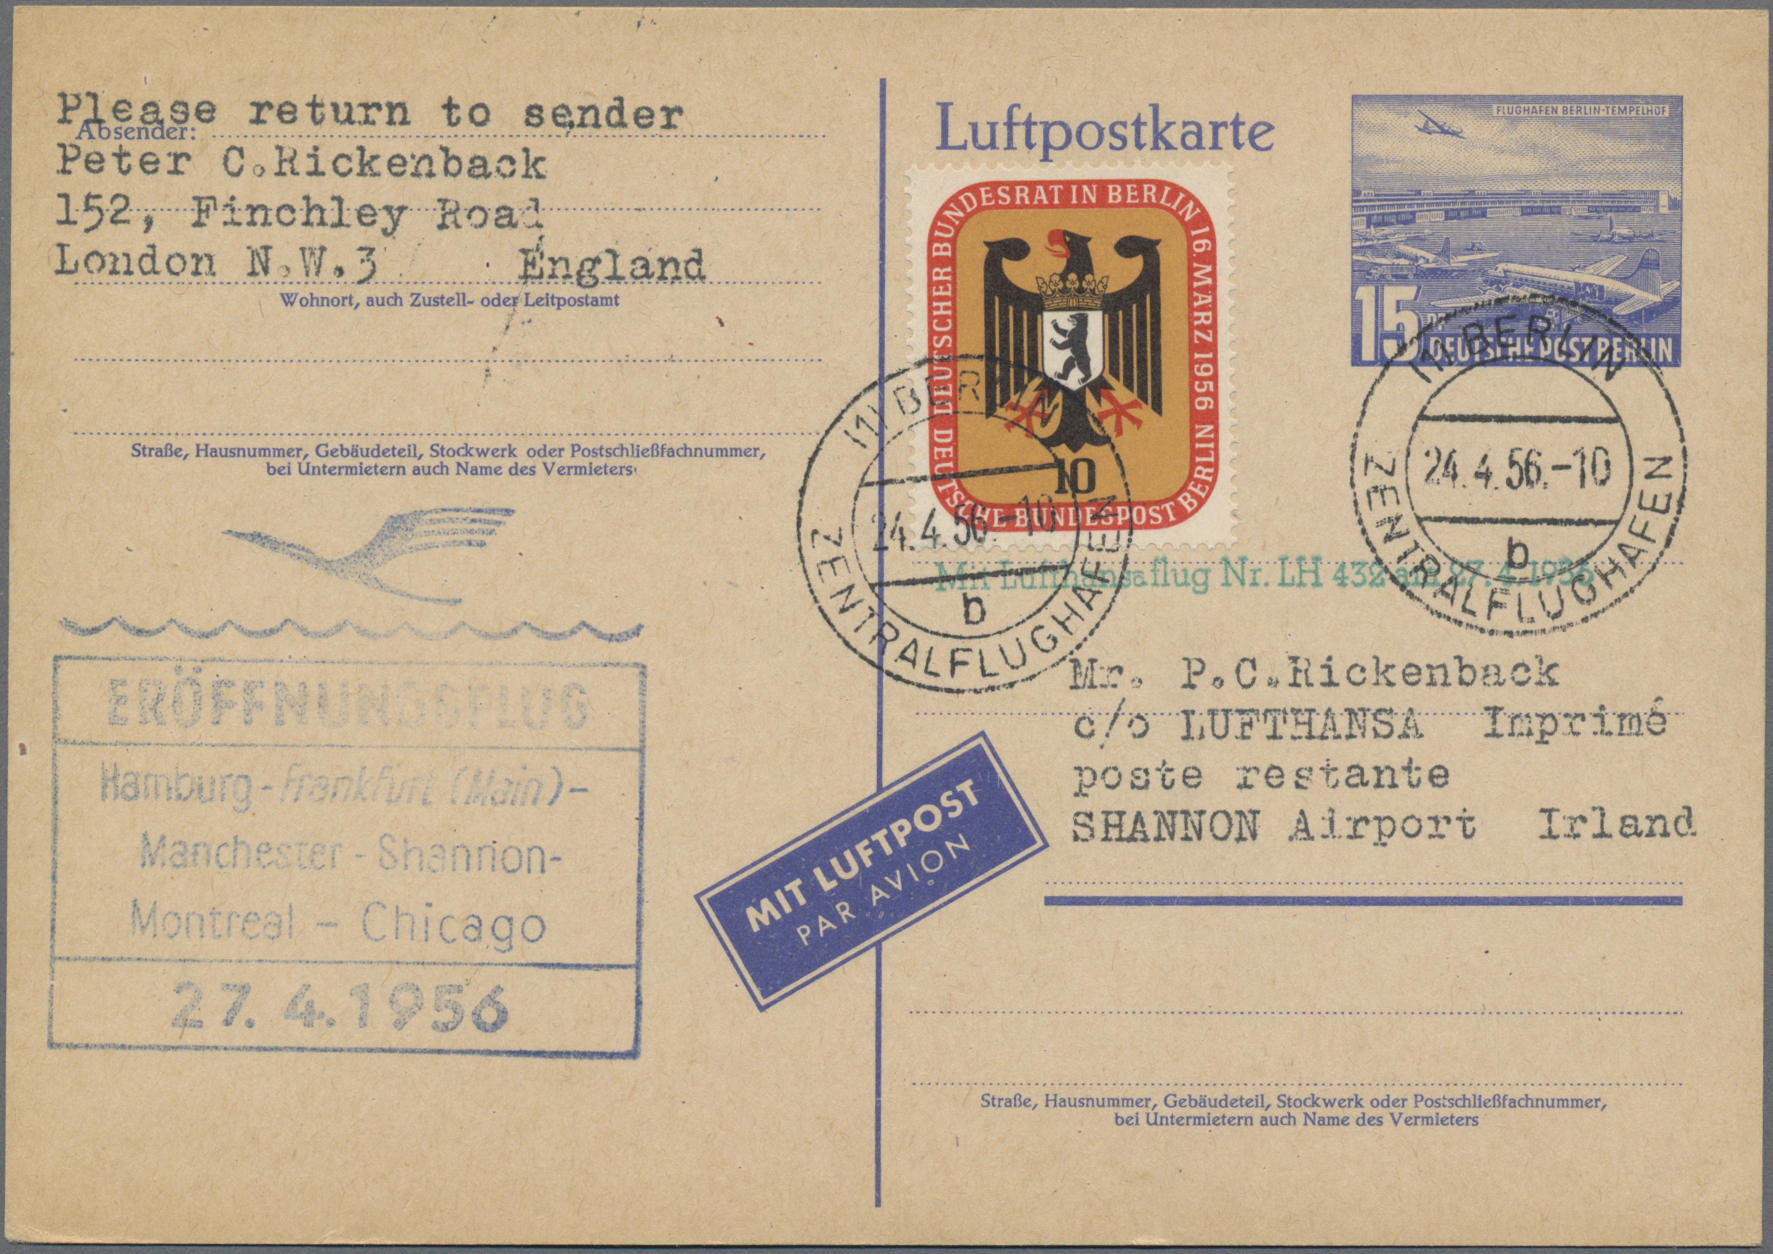 Please return to sender
Absender:
Peter C.Rickenback
152, Finchley Road
London N.W.3 England
Wohnort, auch Zustell- oder Leitpostamt
Straße, Hausnummer, Gebäudeteil, Stockwerk oder Postschließfachnummer,
bei Untermietern auch Name des Vermieters
ERÖFFNUNGSFLUG
Hamburg - Frankfurt (Main) -
Manchester - Shannon -
Montreal - Chicago
27. 4. 1956
Luftpostkarte
DEUTSCHER BUNDESRAT IN BERLIN 16. MÄRZ 1956
10
DEUTSCHE BUNDESPOST BERLIN
FLUGHAFEN BERLIN-TEMPELHOF
15 PF
DEUTSCHE POST BERLIN
(1) BERLIN
24.4.56.-10
b
ZENTRALFLUGHAFEN
(1) BERLIN
24.4.56.-10
b
ZENTRALFLUGHAFEN
Mit Lufthansaflug Nr. LH 432 am 27.4.1956
Mr. P.C.Rickenback
c/o LUFTHANSA Imprimé
poste restante
SHANNON Airport Irland
MIT LUFTPOST
PAR AVION
Straße, Hausnummer, Gebäudeteil, Stockwerk oder Postschließfachnummer,
bei Untermietern auch Name des Vermieters